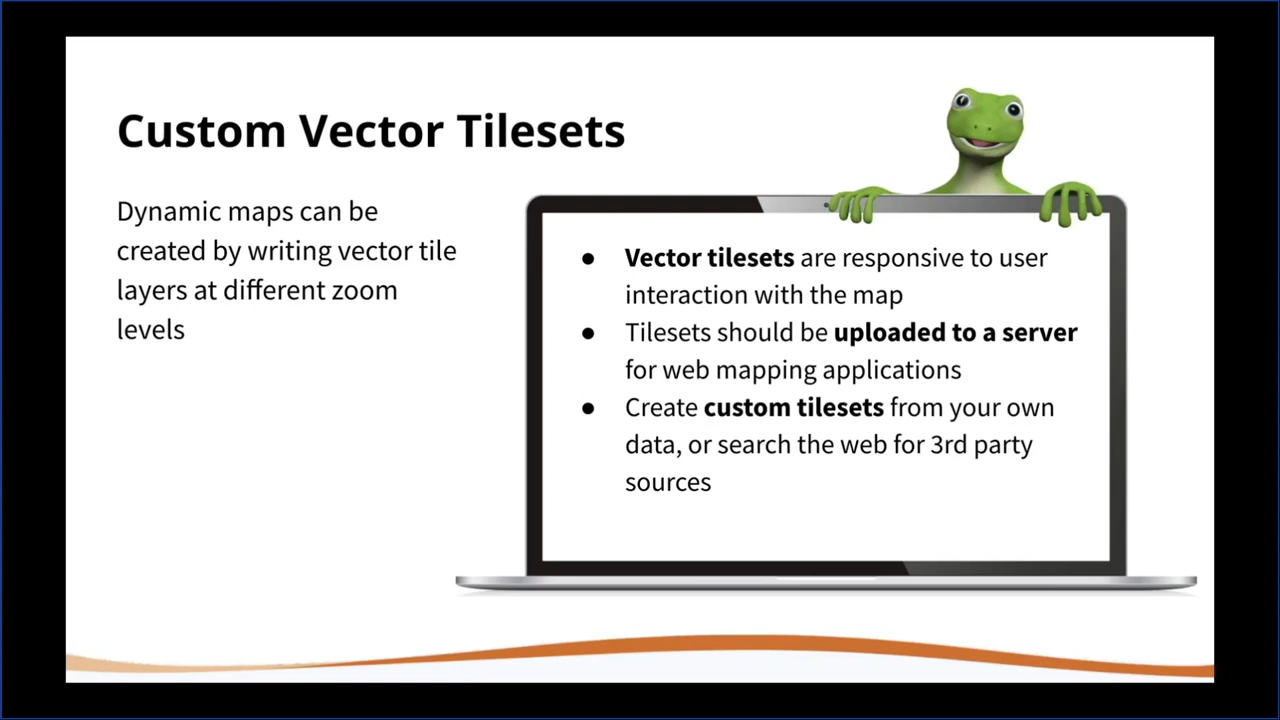 Custom Vector Tilesets
Dynamic maps can be
created by writing vector tile
layers at different zoom
levels
● Vector tilesets are responsive to user
interaction with the map
● Tilesets should be uploaded to a server
for web mapping applications
● Create custom tilesets from your own
data, or search the web for 3rd party
sources